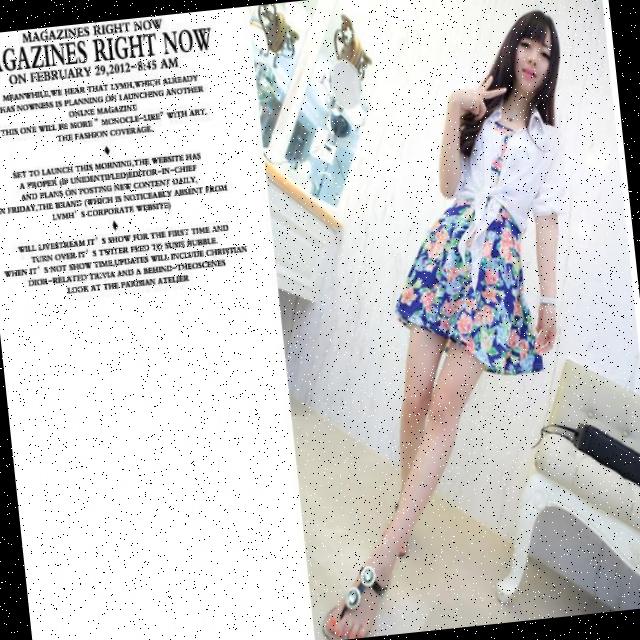 MAGAZINES RIGHT NOW
AGAZINES RIGHT NOW
ON FEBRUARY 29,2012-8:45 AM
MEANWHILE,WE HEAR THAT LVMH,WHICH ALREADY
HAS NOWNESS IS PLANNING ON LAUNCHING ANOTHER
ONLINE MAGAZINE
THIS ONE WILL BE MORE "MONOCLE-LIKE" WITH ART,
THE FASHION COVERAGE.
SET TO LAUNCH THIS MORNING,THE WEBSITE HAS
A PROPER (IF UNIDENTIFLED)EDITOR-IN-CHIEF
AND PLANS ON POSTING NEW CONTENT DAILY,
N FRIDAY,THE BRAND (WHICH IS NOTICEABLY ABSENT FROM
LVMH'S CORPORATE WEBSITE)
WILL LIVESTREAM IT'S SHOW FOR THE FIRST TIME AND
TURN OVER IT'S TWITER FEED TO SUSIE BUBBLE
WHEN IT'S NOT SHOW TIME,UPDATES WILL INCLUDE CHRISTIAN
DIOR-RELATED TRIVIA AND A BEHIND-THEOSCENES
LOOK AT THE PARISIAN ATELIER